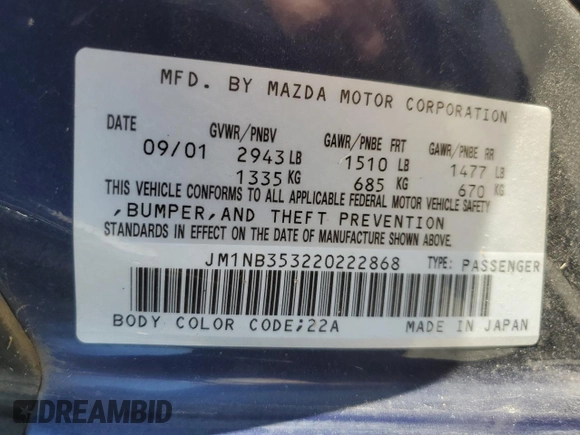 MFD. BY MAZDA MOTOR CORPORATION
DATE GVWR/PNBV GAWR/PNBE FRT GAWR/PNBE RR
09/01 2943 LB 1510 LB 1477 LB
1335 KG 685 KG 670 KG
THIS VEHICLE CONFORMS TO ALL APPLICABLE FEDERAL MOTOR VEHICLE SAFETY
,BUMPER,AND THEFT PREVENTION
STANDARDS IN EFFECT ON THE DATE OF MANUFACTURE SHOWN ABOVE.
JM1NB353220222868 TYPE: PASSENGER
BODY COLOR CODE;22A MADE IN JAPAN
DREAMBID